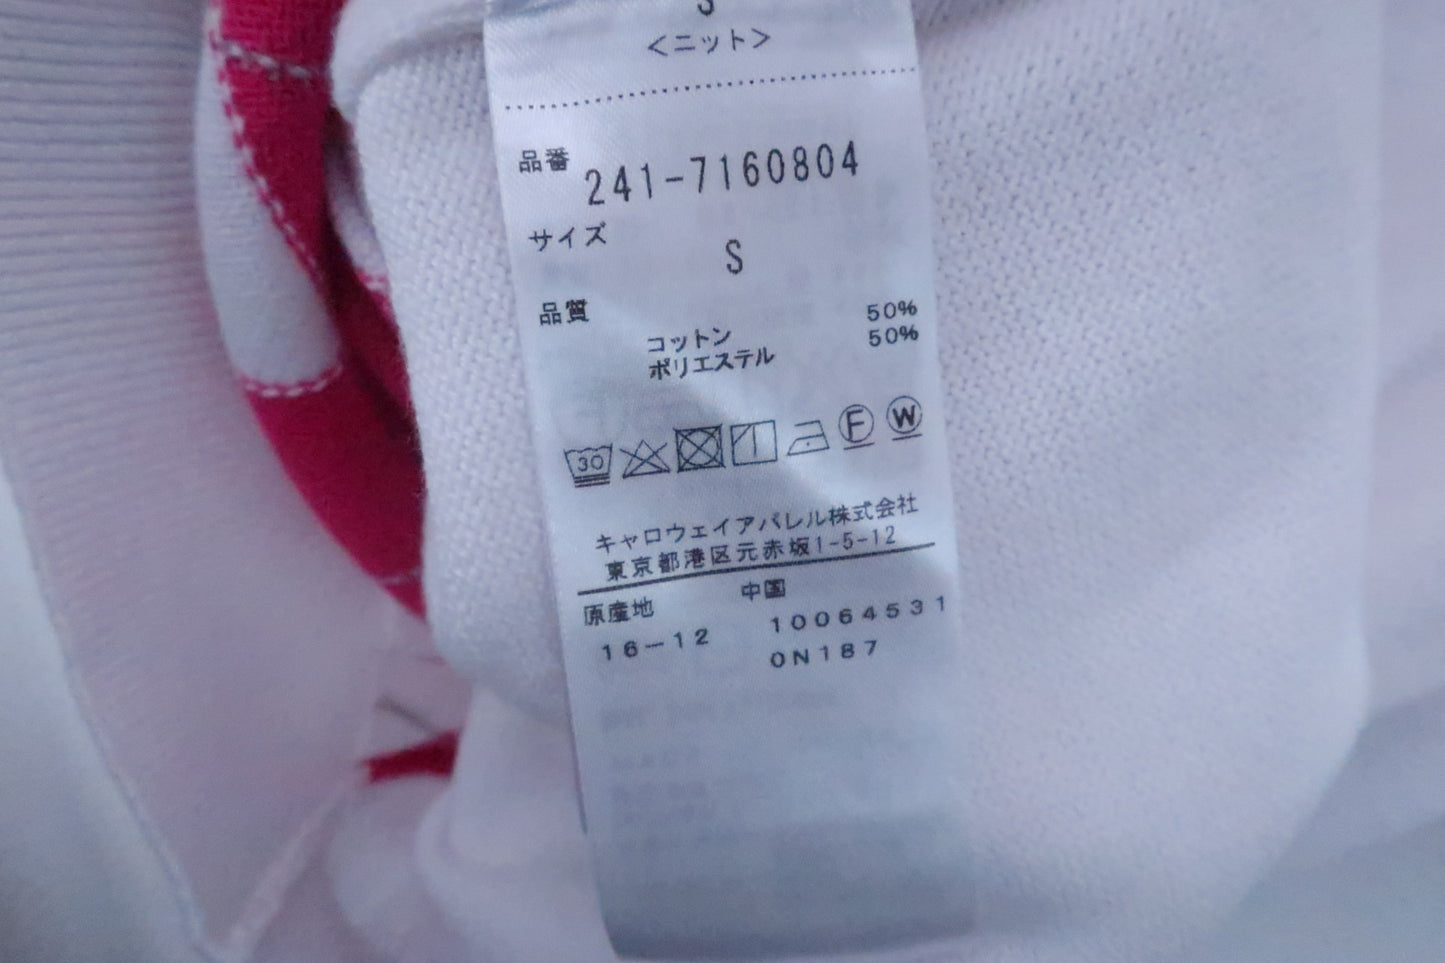 S
<ニット>
品番 241-7160804
サイズ S
品質
コットン 50%
ポリエステル 50%
30 F W
キャロウェイアパレル株式会社
東京都港区元赤坂1-5-12
原産地 中国
16-12 10064531
0N187